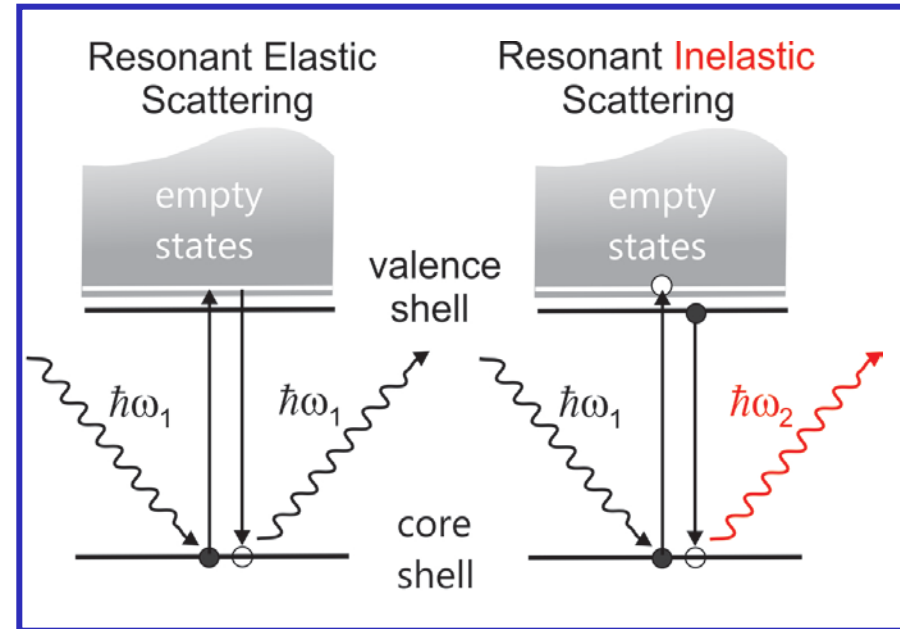 Resonant Elastic
Scattering
empty
states
ħω₁
ħω₁
Resonant Inelastic
Scattering
empty
states
ħω₁
ħω₂
valence
shell
core
shell